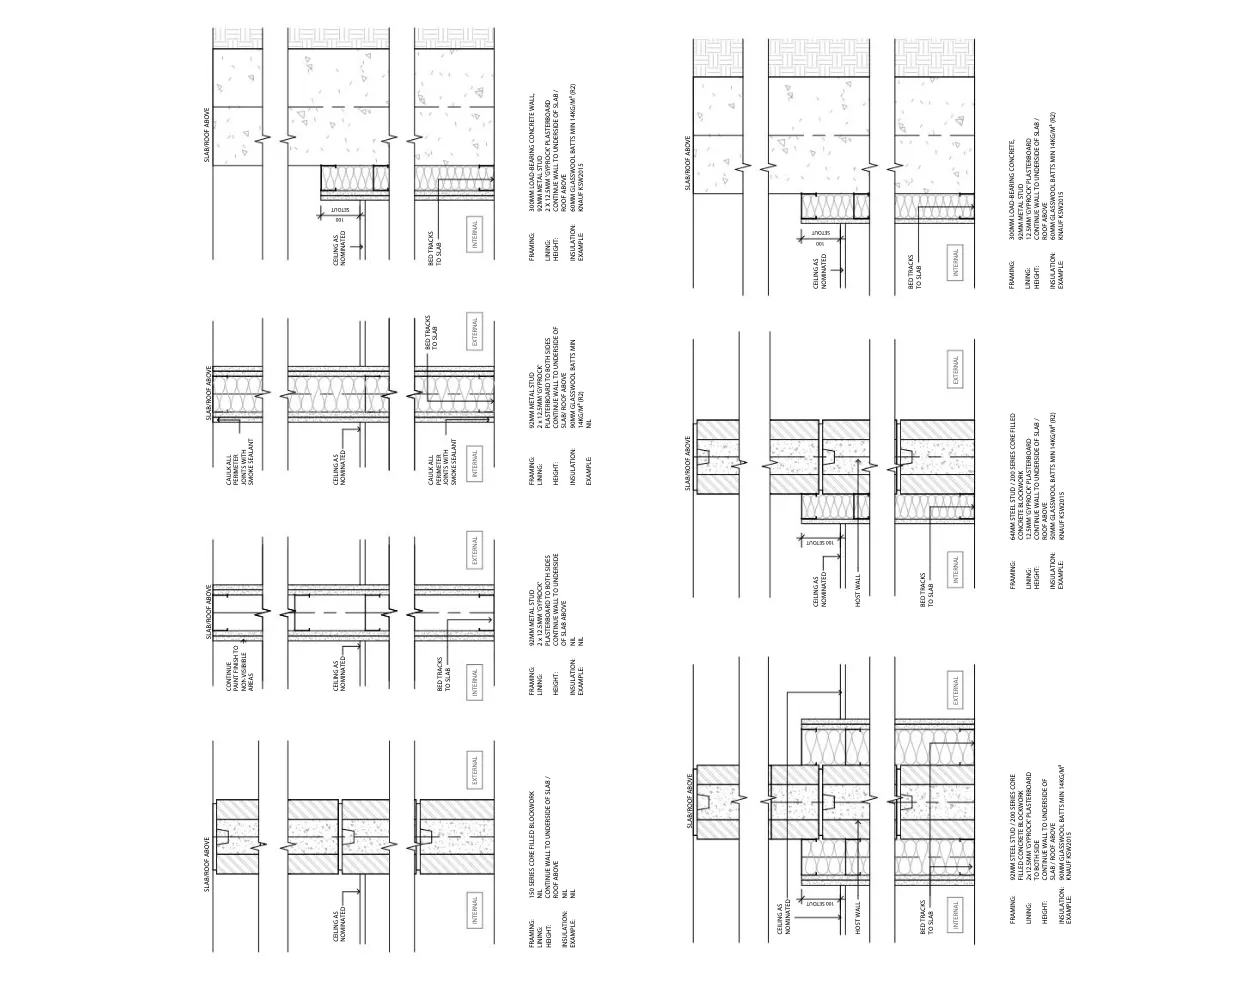 SLAB/ROOF ABOVE
CEILING AS
NOMINATED
INTERNAL
EXTERNAL
FRAMING: 150 SERIES CORE FILLED BLOCKWORK
LINING: NIL
HEIGHT: CONTINUE WALL TO UNDERSIDE OF SLAB /
ROOF ABOVE
INSULATION: NIL
EXAMPLE: NIL
SLAB/ROOF ABOVE
CONTINUE
PAINT FINISH TO
NON-VISIBIBLE
AREAS
CEILING AS
NOMINATED
BED TRACKS
TO SLAB
INTERNAL
EXTERNAL
FRAMING: 92MM METAL STUD
LINING: 2 x 12.5MM 'GYPROCK'
PLASTERBOARD TO BOTH SIDES
HEIGHT: CONTINUE WALL TO UNDERSIDE
OF SLAB ABOVE
INSULATION: NIL
EXAMPLE: NIL
SLAB/ROOF ABOVE
CAULK ALL
PERIMETER
JOINTS WITH
SMOKE SEALANT
CEILING AS
NOMINATED
CAULK ALL
PERIMETER
JOINTS WITH
SMOKE SEALANT
BED TRACKS
TO SLAB
INTERNAL
EXTERNAL
FRAMING: 92MM METAL STUD
LINING: 2 x 12.5MM 'GYPROCK'
PLASTERBOARD TO BOTH SIDES
HEIGHT: CONTINUE WALL TO UNDERSIDE OF
SLAB/ ROOF ABOVE
INSULATION: 90MM GLASSWOOL BATTS MIN
14KG/M³ (R2)
EXAMPLE: NIL
SLAB/ROOF ABOVE
100
SETOUT
CEILING AS
NOMINATED
BED TRACKS
TO SLAB
INTERNAL
FRAMING: 300MM LOAD-BEARING CONCRETE WALL,
92MM METAL STUD
LINING: 2 X 12.5MM 'GYPROCK' PLASTERBOARD
HEIGHT: CONTINUE WALL TO UNDERSIDE OF SLAB /
ROOF ABOVE
INSULATION: 60MM GLASSWOOL BATTS MIN 14KG/M³ (R2)
EXAMPLE: KNAUF KSW2015
SLAB/ROOF ABOVE
CEILING AS
NOMINATED
100 SETOUT
HOST WALL
BED TRACKS
TO SLAB
INTERNAL
EXTERNAL
FRAMING: 92MM STEEL STUD / 200 SERIES CORE
FILLED CONCRETE BLOCKWORK
LINING: 2x12.5MM 'GYPROCK' PLASTERBOARD
TO BOTH SIDE
HEIGHT: CONTINUE WALL TO UNDERSIDE OF
SLAB / ROOF ABOVE
INSULATION: 90MM GLASSWOOL BATTS MIN 14KG/M³
EXAMPLE: KNAUF KSW2015
SLAB/ROOF ABOVE
100 SETOUT
CEILING AS
NOMINATED
HOST WALL
BED TRACKS
TO SLAB
INTERNAL
EXTERNAL
FRAMING: 64MM STEEL STUD / 200 SERIES CORE FILLED
CONCRETE BLOCKWORK
LINING: 12.5MM 'GYPROCK' PLASTERBOARD
HEIGHT: CONTINUE WALL TO UNDERSIDE OF SLAB /
ROOF ABOVE
INSULATION: 50MM GLASSWOOL BATTS MIN 14KG/M³ (R2)
EXAMPLE: KNAUF KSW2015
SLAB/ROOF ABOVE
100
SETOUT
CEILING AS
NOMINATED
BED TRACKS
TO SLAB
INTERNAL
FRAMING: 300MM LOAD-BEARING CONCRETE,
92MM METAL STUD
LINING: 12.5MM 'GYPROCK' PLASTERBOARD
HEIGHT: CONTINUE WALL TO UNDERSIDE OF SLAB /
ROOF ABOVE
INSULATION: 60MM GLASSWOOL BATTS MIN 14KG/M³ (R2)
EXAMPLE: KNAUF KSW2015